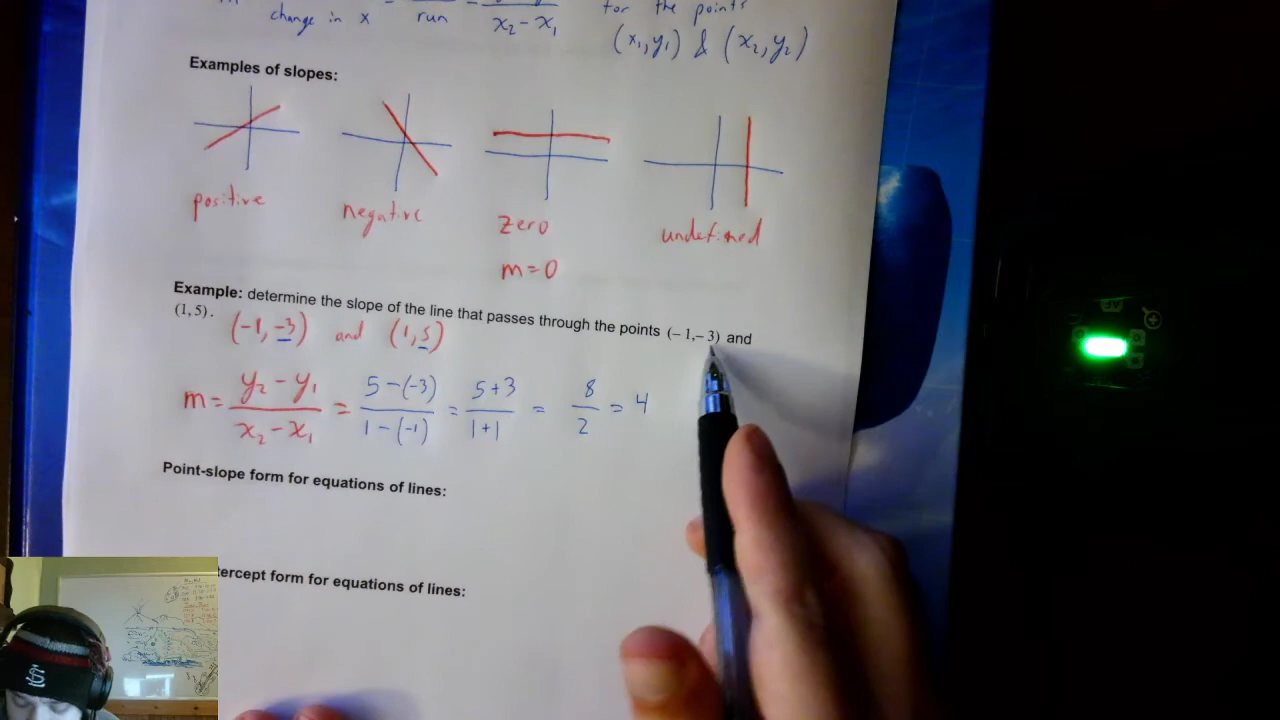 change in x = run = x₂ - x₁ for the points
(x₁, y₁) & (x₂, y₂)
Examples of slopes:
positive negative zero undefined
m = 0
Example: determine the slope of the line that passes through the points (−1,−3) and
(1,5).
(-1, -3) and (1, 5)
m = y₂ - y₁ / x₂ - x₁ = 5 - (-3) / 1 - (-1) = 5 + 3 / 1 + 1 = 8 / 2 = 4
Point-slope form for equations of lines:
tercept form for equations of lines:
AF